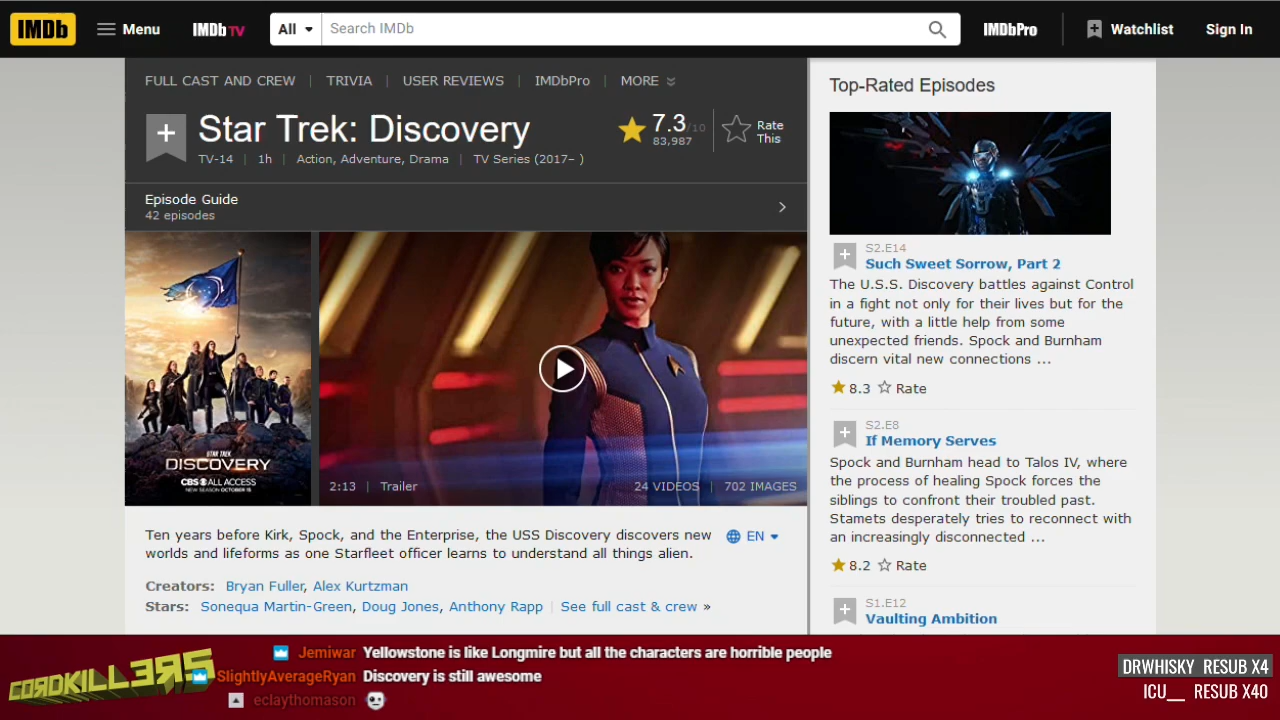 IMDb
Menu
IMDb TV
All
Search IMDb
IMDbPro
Watchlist
Sign In
FULL CAST AND CREW | TRIVIA | USER REVIEWS | IMDbPro | MORE
Star Trek: Discovery
7.3/10
83,987
Rate This
TV-14 | 1h | Action, Adventure, Drama | TV Series (2017– )
Episode Guide
42 episodes
STAR TREK
DISCOVERY
CBS ALL ACCESS
NEW SEASON OCTOBER 15
2:13 | Trailer
24 VIDEOS | 702 IMAGES
Ten years before Kirk, Spock, and the Enterprise, the USS Discovery discovers new
worlds and lifeforms as one Starfleet officer learns to understand all things alien.
EN
Creators: Bryan Fuller, Alex Kurtzman
Stars: Sonequa Martin-Green, Doug Jones, Anthony Rapp | See full cast & crew »
Top-Rated Episodes
S2.E14
Such Sweet Sorrow, Part 2
The U.S.S. Discovery battles against Control
in a fight not only for their lives but for the
future, with a little help from some
unexpected friends. Spock and Burnham
discern vital new connections ...
8.3 Rate
S2.E8
If Memory Serves
Spock and Burnham head to Talos IV, where
the process of healing Spock forces the
siblings to confront their troubled past.
Stamets desperately tries to reconnect with
an increasingly disconnected ...
8.2 Rate
S1.E12
Vaulting Ambition
CORDKILLERS
Jemiwar Yellowstone is like Longmire but all the characters are horrible people
SlightlyAverageRyan Discovery is still awesome
eclaythomason
DRWHISKY RESUB X4
ICU__ RESUB X40